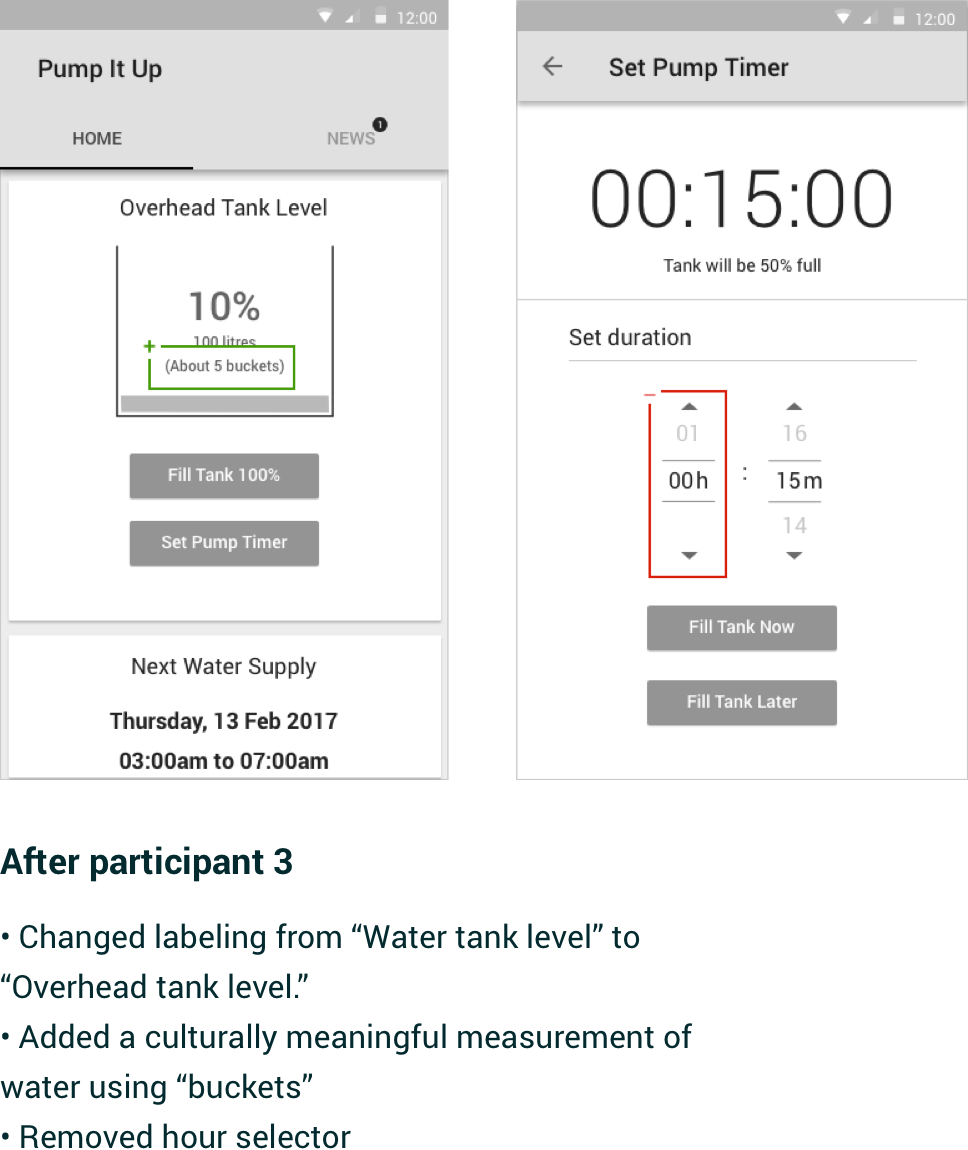 12:00
Pump It Up
HOME
NEWS
1
Overhead Tank Level
10%
100 litres
+
(About 5 buckets)
Fill Tank 100%
Set Pump Timer
Next Water Supply
Thursday, 13 Feb 2017
03:00am to 07:00am
12:00
Set Pump Timer
00:15:00
Tank will be 50% full
Set duration
–
01 16
00h : 15m
14
Fill Tank Now
Fill Tank Later
After participant 3
• Changed labeling from “Water tank level” to
“Overhead tank level.”
• Added a culturally meaningful measurement of
water using “buckets”
• Removed hour selector